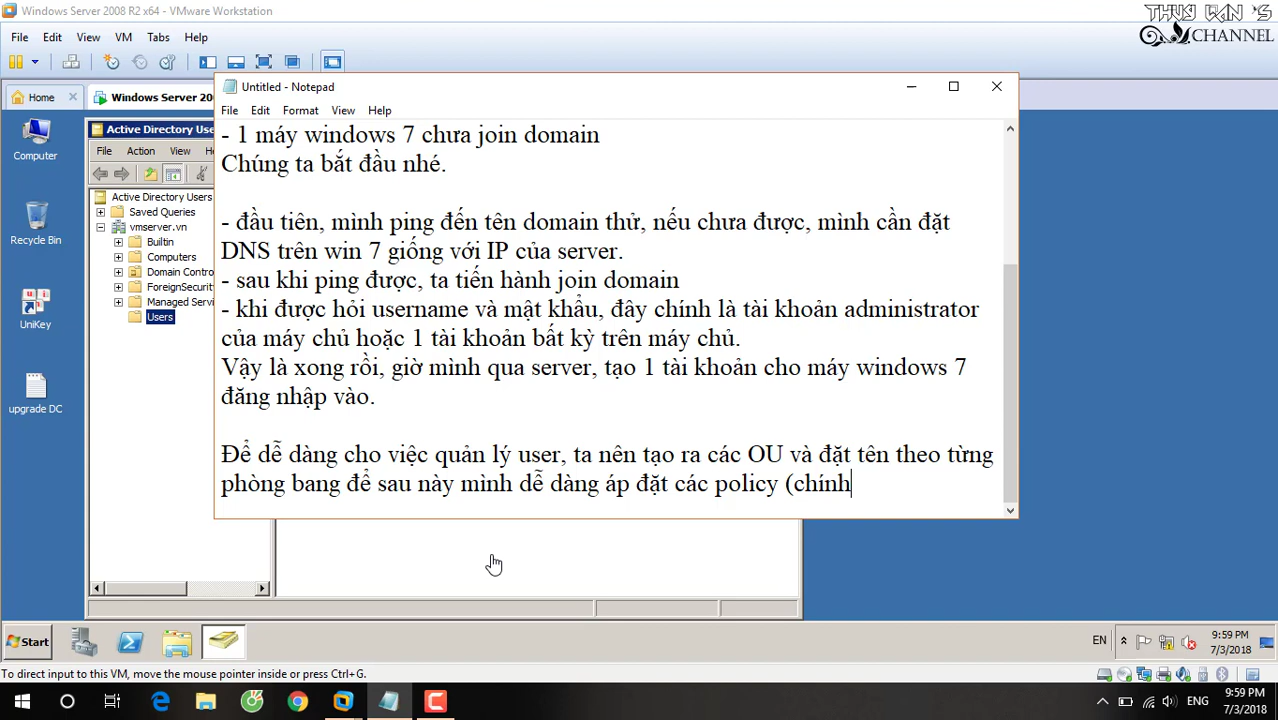 Windows Server 2008 R2 x64 - VMware Workstation
THUY WIN 'S
CHANNEL
File Edit View VM Tabs Help
Home
Windows Server 200
Untitled - Notepad
File Edit Format View Help
Computer
Recycle Bin
UniKey
upgrade DC
Active Directory Use
File Action View
Active Directory Users
Saved Queries
vmserver.vn
Builtin
Computers
Domain Contro
ForeignSecurity
Managed Servi
Users
- 1 máy windows 7 chưa join domain
Chúng ta bắt đầu nhé.
- đầu tiên, mình ping đến tên domain thử, nếu chưa được, mình cần đặt
DNS trên win 7 giống với IP của server.
- sau khi ping được, ta tiến hành join domain
- khi được hỏi username và mật khẩu, đây chính là tài khoản administrator
của máy chủ hoặc 1 tài khoản bất kỳ trên máy chủ.
Vậy là xong rồi, giờ mình qua server, tạo 1 tài khoản cho máy windows 7
đăng nhập vào.
Để dễ dàng cho việc quản lý user, ta nên tạo ra các OU và đặt tên theo từng
phòng bang để sau này mình dễ dàng áp đặt các policy (chính
Start
EN
9:59 PM
7/3/2018
To direct input to this VM, move the mouse pointer inside or press Ctrl+G.
ENG
9:59 PM
7/3/2018